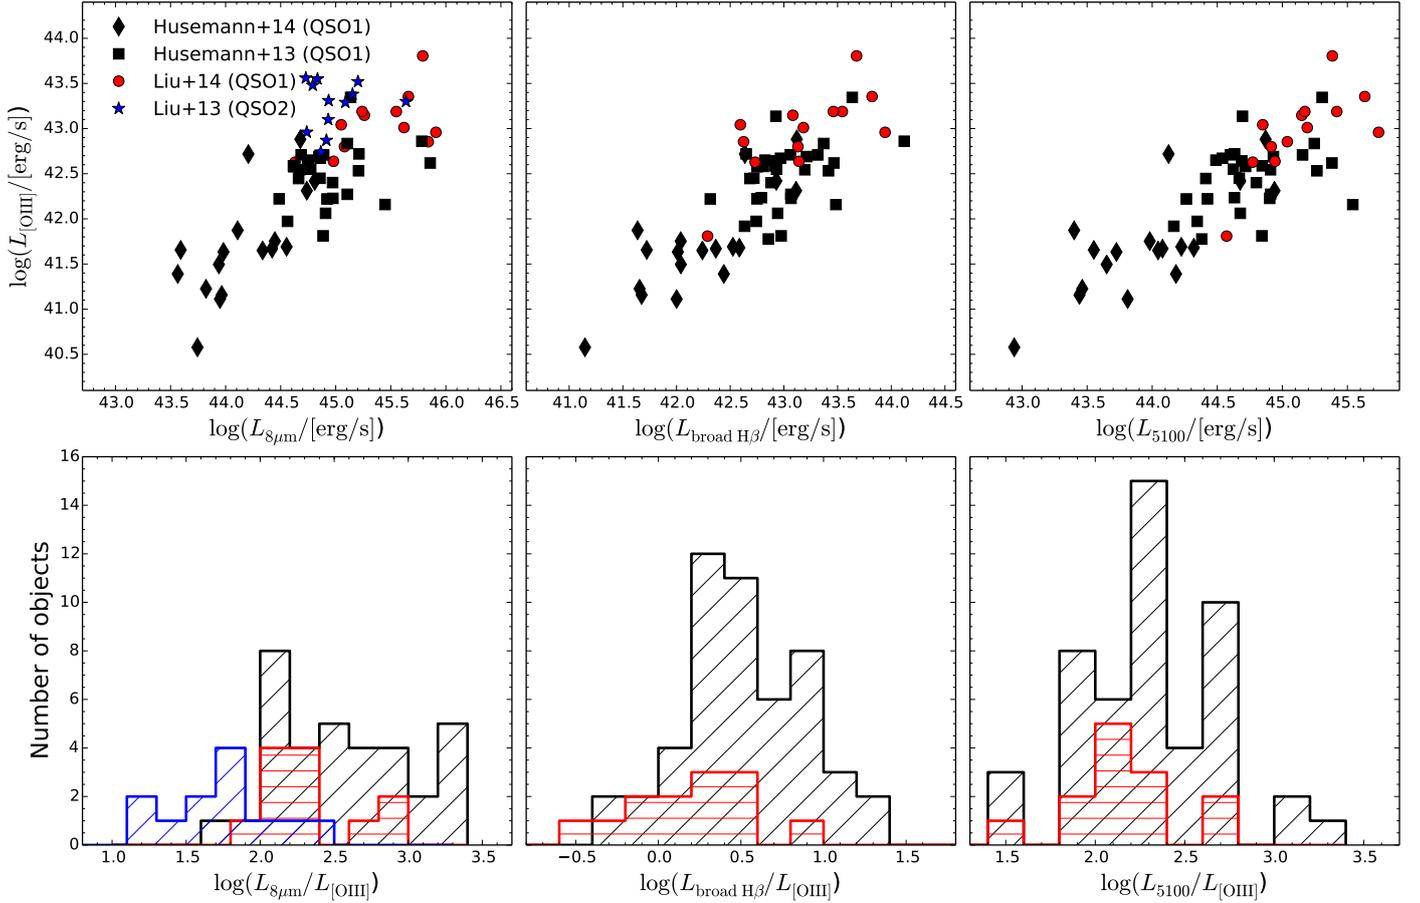 Husemann+14 (QSO1)
Husemann+13 (QSO1)
Liu+14 (QSO1)
Liu+13 (QSO2)
log(L[OIII]/[erg/s])
44.0
43.5
43.0
42.5
42.0
41.5
41.0
40.5
43.0 43.5 44.0 44.5 45.0 45.5 46.0 46.5
log(L8μm/[erg/s])
41.0 41.5 42.0 42.5 43.0 43.5 44.0 44.5
log(Lbroad Hβ/[erg/s])
43.0 43.5 44.0 44.5 45.0 45.5
log(L5100/[erg/s])
Number of objects
16
14
12
10
8
6
4
2
0
1.0 1.5 2.0 2.5 3.0 3.5
log(L8μm/L[OIII])
−0.5 0.0 0.5 1.0 1.5
log(Lbroad Hβ/L[OIII])
1.5 2.0 2.5 3.0 3.5
log(L5100/L[OIII])